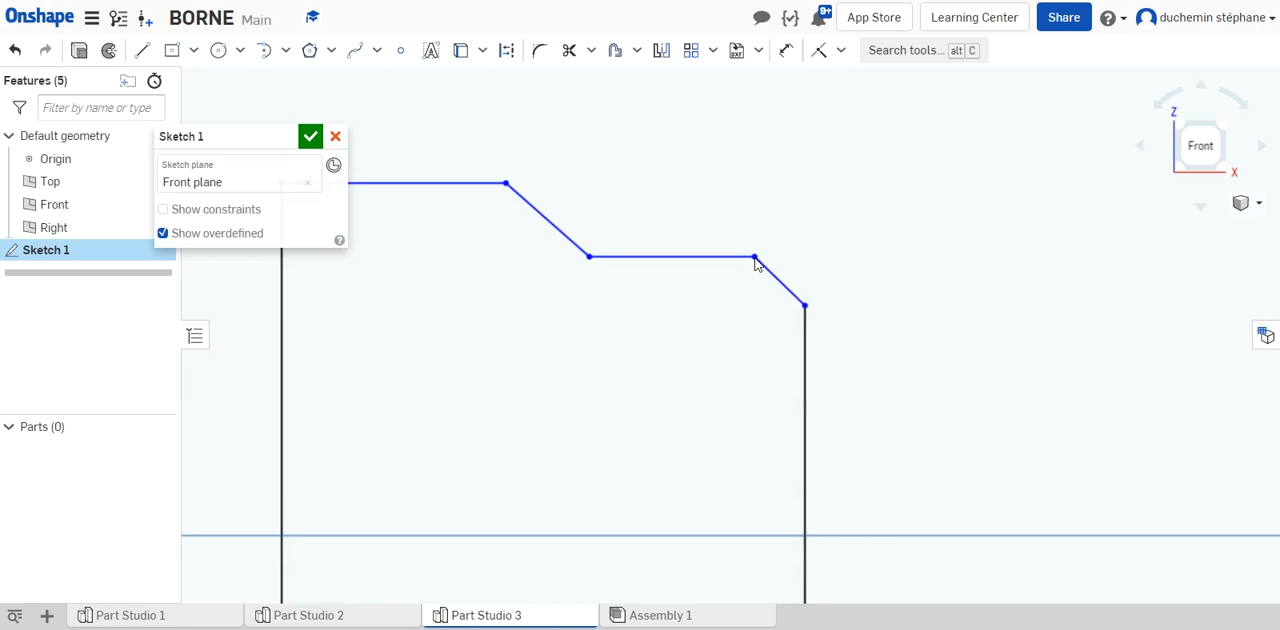 Onshape BORNE Main 9+ App Store Learning Center Share duchemin stéphane
Search tools... alt C
Features (5)
Filter by name or type
Default geometry
Origin
Top
Front
Right
Sketch 1
Sketch 1
Sketch plane
Front plane
Show constraints
Show overdefined
Z
Front
X
Parts (0)
Part Studio 1 Part Studio 2 Part Studio 3 Assembly 1